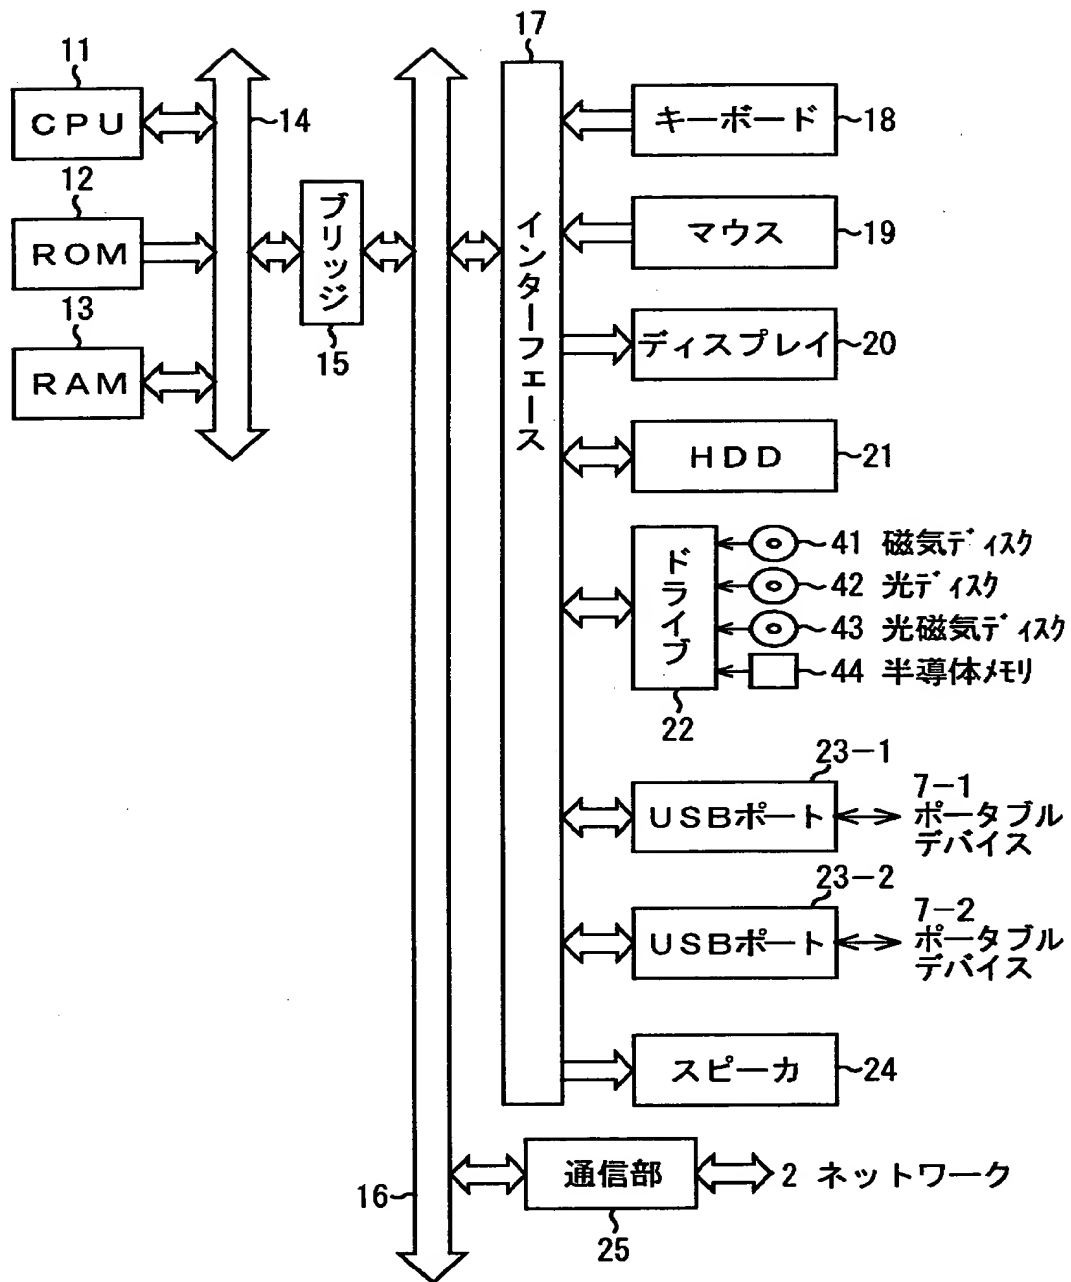 11
CPU
12
ROM
13
RAM
14
ブリッジ
15
16
17
インターフェース
キーボード
18
マウス
19
ディスプレイ
20
HDD
21
ドライブ
22
41 磁気ディスク
42 光ディスク
43 光磁気ディスク
44 半導体メモリ
23-1
USBポート
7-1
ポータブル
デバイス
23-2
USBポート
7-2
ポータブル
デバイス
スピーカ
24
通信部
25
2 ネットワーク